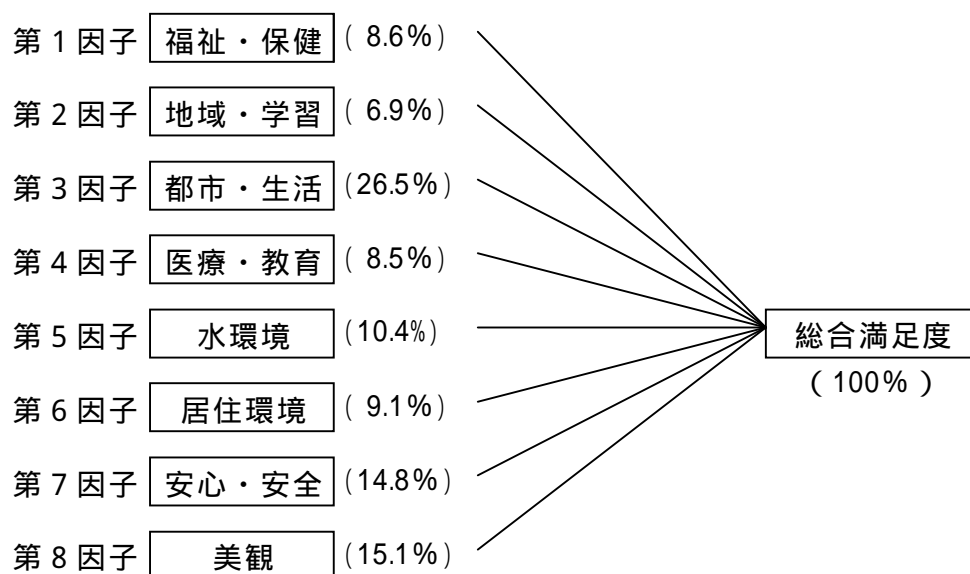 第1因子 福祉・保健 (8.6%)
第2因子 地域・学習 (6.9%)
第3因子 都市・生活 (26.5%)
第4因子 医療・教育 (8.5%)
第5因子 水環境 (10.4%)
第6因子 居住環境 (9.1%)
第7因子 安心・安全 (14.8%)
第8因子 美観 (15.1%)
総合満足度
(100%)